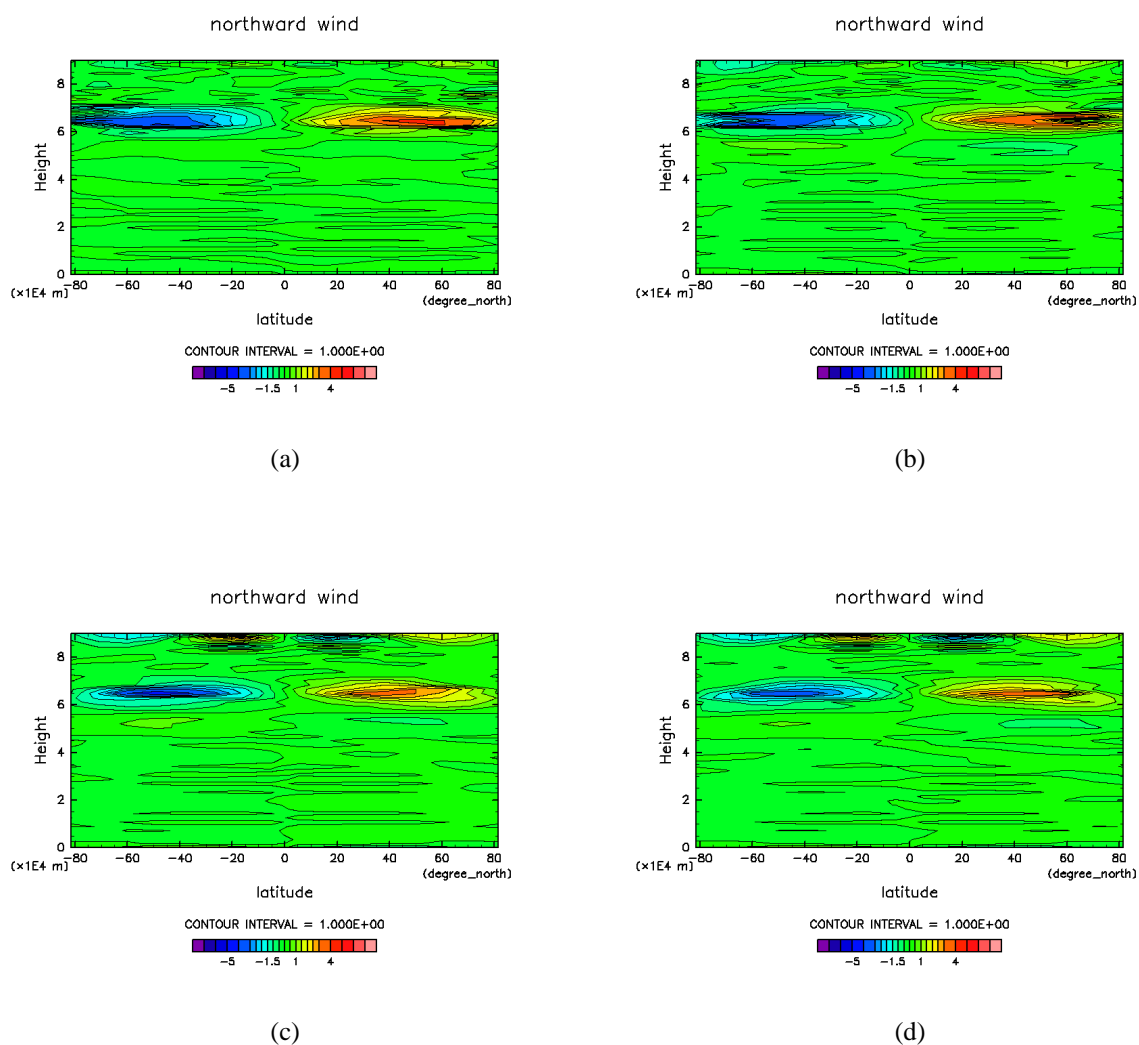 northward wind
Height
8
6
4
2
0
−80 −60 −40 −20 0 20 40 60 80
(×1E4 m) (degree_north)
latitude
CONTOUR INTERVAL = 1.000E+00
−5 −1.5 1 4
(a)
northward wind
Height
8
6
4
2
0
−80 −60 −40 −20 0 20 40 60 80
(×1E4 m) (degree_north)
latitude
CONTOUR INTERVAL = 1.000E+00
−5 −1.5 1 4
(b)
northward wind
Height
8
6
4
2
0
−80 −60 −40 −20 0 20 40 60 80
(×1E4 m) (degree_north)
latitude
CONTOUR INTERVAL = 1.000E+00
−5 −1.5 1 4
(c)
northward wind
Height
8
6
4
2
0
−80 −60 −40 −20 0 20 40 60 80
(×1E4 m) (degree_north)
latitude
CONTOUR INTERVAL = 1.000E+00
−5 −1.5 1 4
(d)